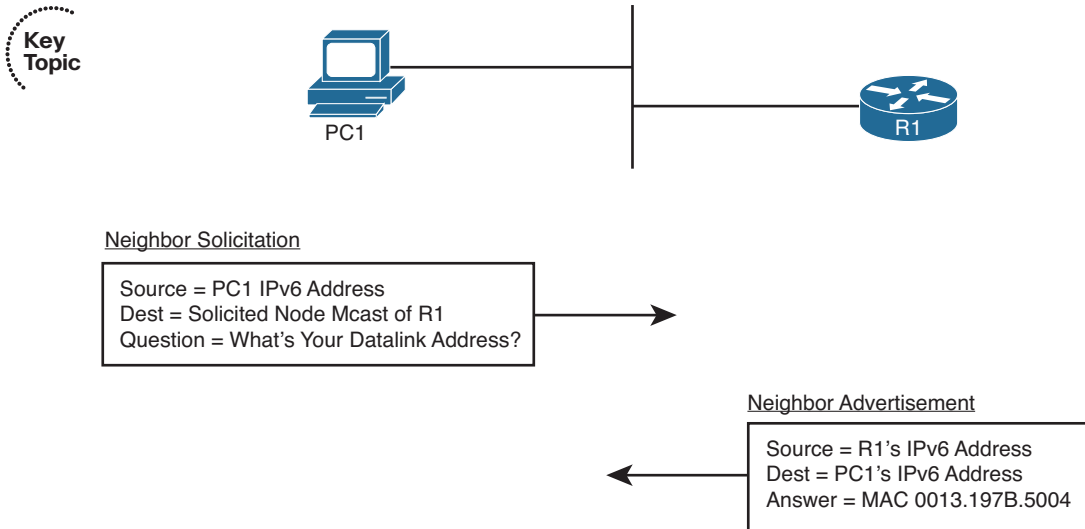 Key
Topic
PC1
R1
Neighbor Solicitation
Source = PC1 IPv6 Address
Dest = Solicited Node Mcast of R1
Question = What's Your Datalink Address?
Neighbor Advertisement
Source = R1's IPv6 Address
Dest = PC1's IPv6 Address
Answer = MAC 0013.197B.5004